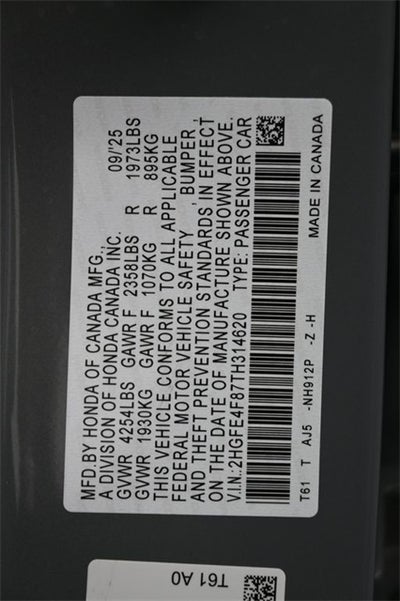 MFD.BY HONDA OF CANADA MFG.,
A DIVISION OF HONDA CANADA INC. 09/'25
GVWR 4254LBS GAWR F 2358LBS R 1973LBS
GVWR 1930KG GAWR F 1070KG R 895KG
THIS VEHICLE CONFORMS TO ALL APPLICABLE
FEDERAL MOTOR VEHICLE SAFETY , BUMPER ,
AND THEFT PREVENTION STANDARDS IN EFFECT
ON THE DATE OF MANUFACTURE SHOWN ABOVE.
V.I.N.:2HGFE4F87TH314620 TYPE: PASSENGER CAR
T61 T AJ5 -NH912P -Z -H MADE IN CANADA
T61 A0